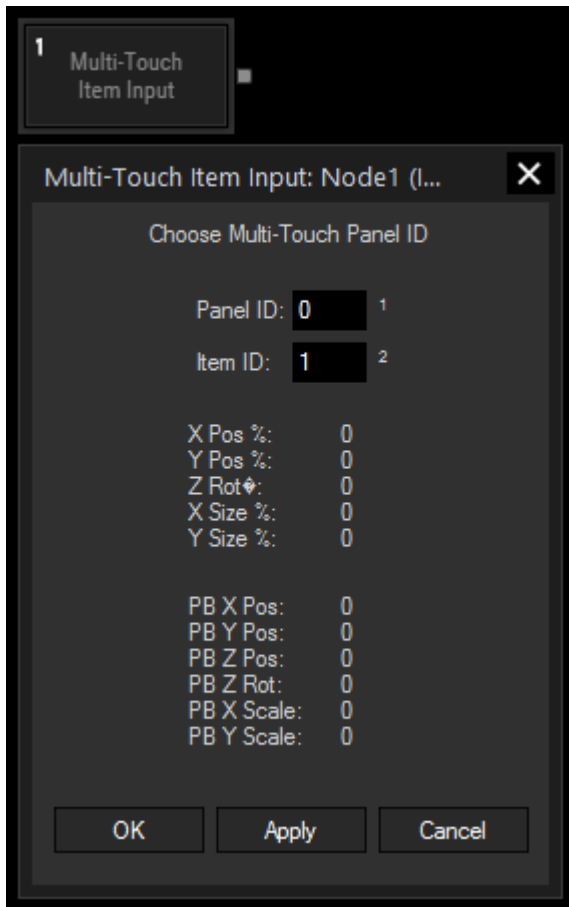 1
Multi-Touch
Item Input
Multi-Touch Item Input: Node1 (I...
Choose Multi-Touch Panel ID
Panel ID: 0 1
Item ID: 1 2
X Pos %: 0
Y Pos %: 0
Z Rot�: 0
X Size %: 0
Y Size %: 0
PB X Pos: 0
PB Y Pos: 0
PB Z Pos: 0
PB Z Rot: 0
PB X Scale: 0
PB Y Scale: 0
OK Apply Cancel